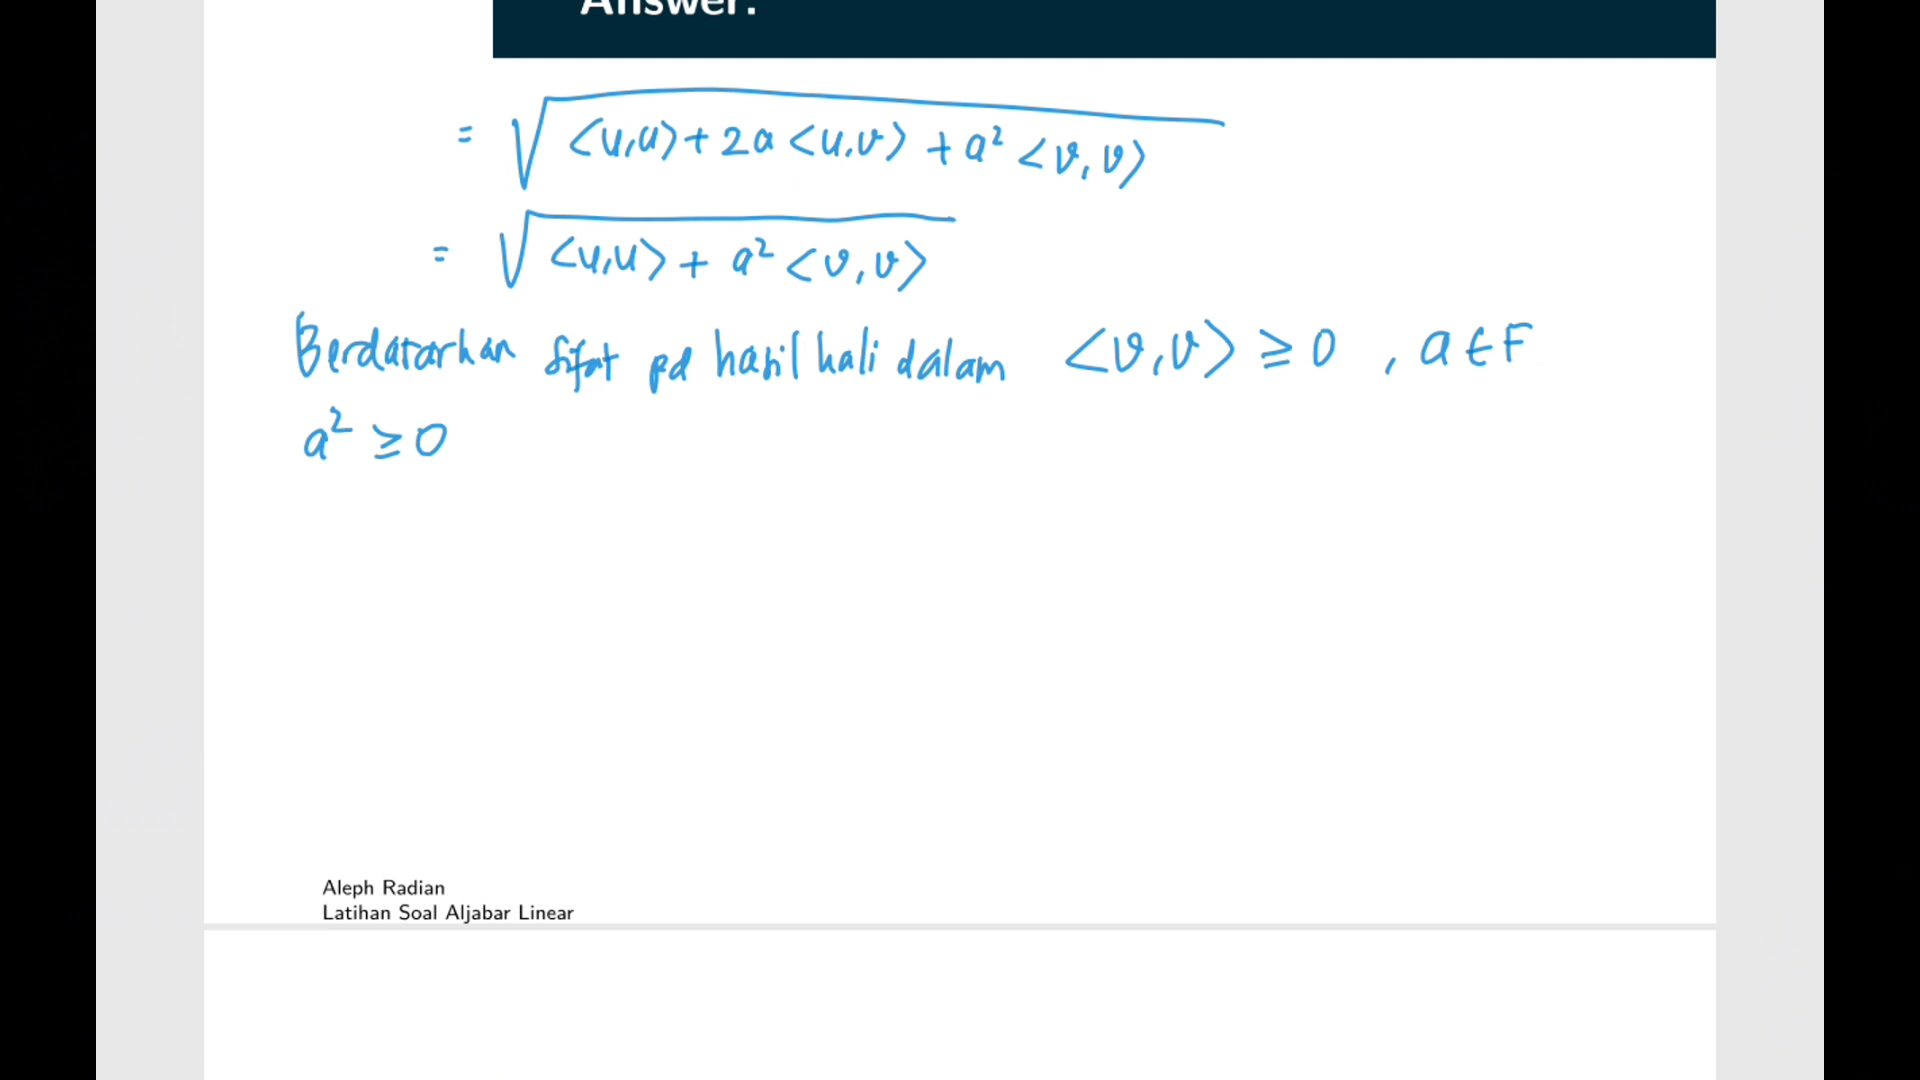 Answer:
= √<u,u>+2a<u,v>+a²<v,v>
= √<u,u>+a²<v,v>
Berdasarkan sifat pd hasil kali dalam <v,v> ≥ 0 , a ∈ F
a² ≥ 0
Aleph Radian
Latihan Soal Aljabar Linear